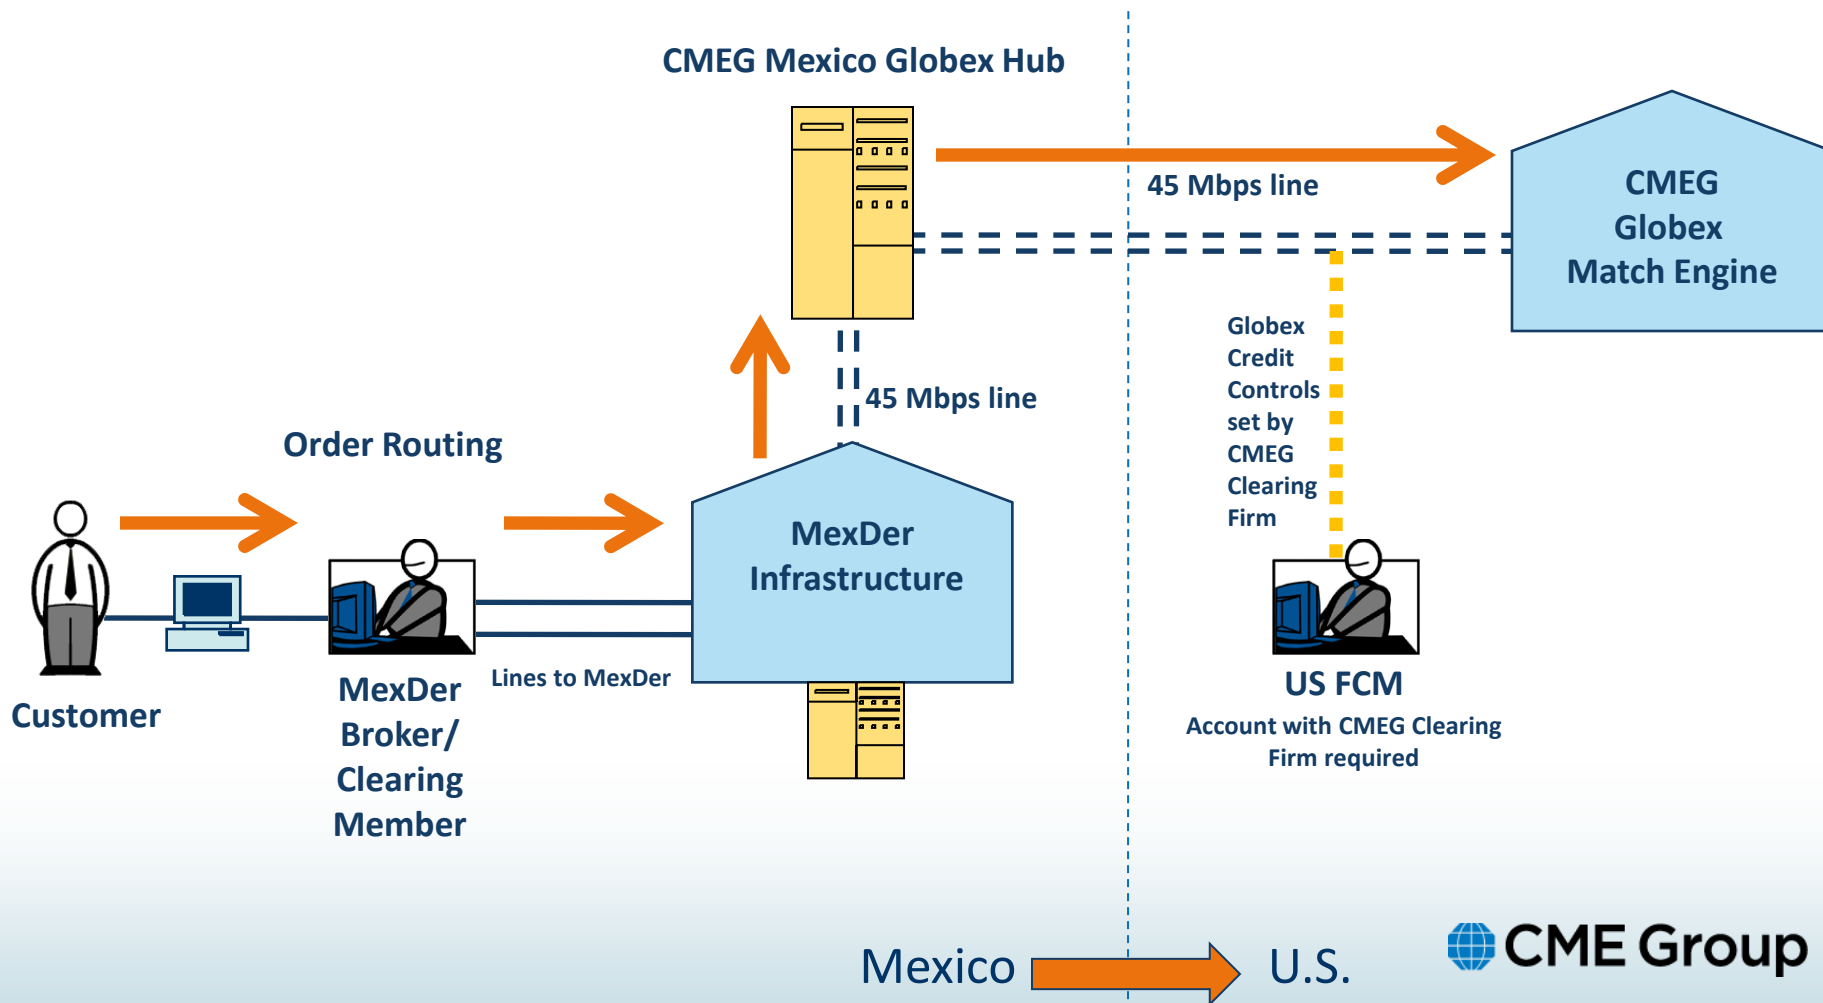 CMEG Mexico Globex Hub
45 Mbps line
CMEG
Globex
Match Engine
Globex
Credit
Controls
set by
CMEG
Clearing
Firm
45 Mbps line
Order Routing
MexDer
Infrastructure
Customer
MexDer
Broker/
Clearing
Member
Lines to MexDer
US FCM
Account with CMEG Clearing
Firm required
Mexico
U.S.
CME Group